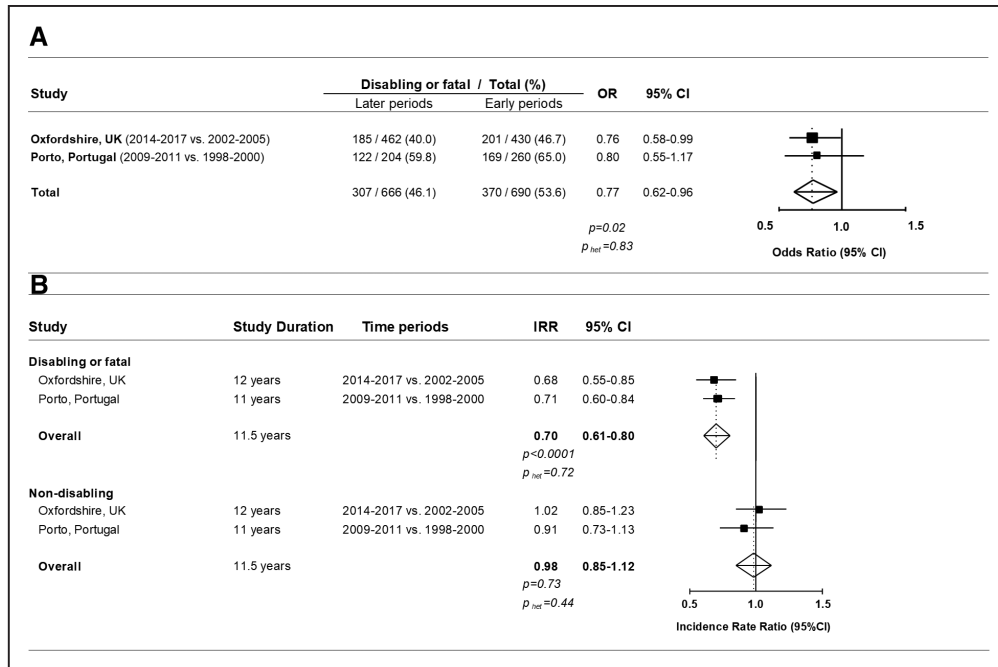 A
Disabling or fatal / Total (%)
Study OR 95% CI
Later periods Early periods
Oxfordshire, UK (2014-2017 vs. 2002-2005) 185 / 462 (40.0) 201 / 430 (46.7) 0.76 0.58-0.99
Porto, Portugal (2009-2011 vs. 1998-2000) 122 / 204 (59.8) 169 / 260 (65.0) 0.80 0.55-1.17
Total 307 / 666 (46.1) 370 / 690 (53.6) 0.77 0.62-0.96
0.5 1.0 1.5
p=0.02
p het =0.83
Odds Ratio (95% CI)
B
Study Study Duration Time periods IRR 95% CI
Disabling or fatal
Oxfordshire, UK 12 years 2014-2017 vs. 2002-2005 0.68 0.55-0.85
Porto, Portugal 11 years 2009-2011 vs. 1998-2000 0.71 0.60-0.84
Overall 11.5 years 0.70 0.61-0.80
p<0.0001
p het =0.72
Non-disabling
Oxfordshire, UK 12 years 2014-2017 vs. 2002-2005 1.02 0.85-1.23
Porto, Portugal 11 years 2009-2011 vs. 1998-2000 0.91 0.73-1.13
Overall 11.5 years 0.98 0.85-1.12
p=0.73
p het =0.44
0.5 1.0 1.5
Incidence Rate Ratio (95%CI)